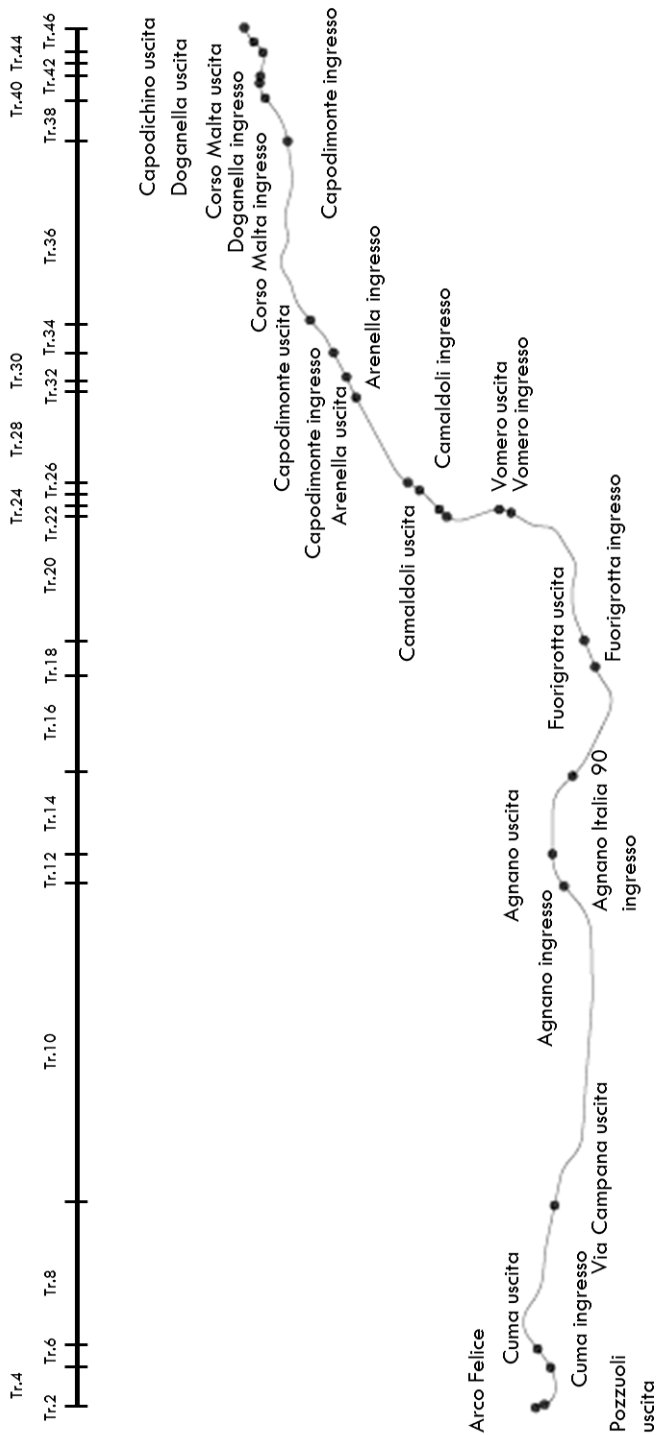 Tr.4
Tr.24
Tr.28
Tr.30
Tr.40
Tr.44
Tr.2
Tr.6
Tr.8
Tr.10
Tr.12
Tr.14
Tr.16
Tr.18
Tr.20
Tr.22
Tr.26
Tr.32
Tr.34
Tr.36
Tr.38
Tr.42
Tr.46
Capodichino uscita
Doganella uscita
Corso Malta uscita
Doganella ingresso
Corso Malta ingresso
Capodimonte uscita
Capodimonte ingresso
Capodimonte ingresso
Arenella uscita
Arenella ingresso
Camaldoli uscita
Camaldoli ingresso
Arco Felice
Vomero uscita
Cuma uscita
Agnano uscita
Vomero ingresso
Agnano ingresso
Fuorigrotta uscita
Cuma ingresso
Via Campana uscita
Agnano Italia 90
ingresso
Fuorigrotta ingresso
Pozzuoli
uscita